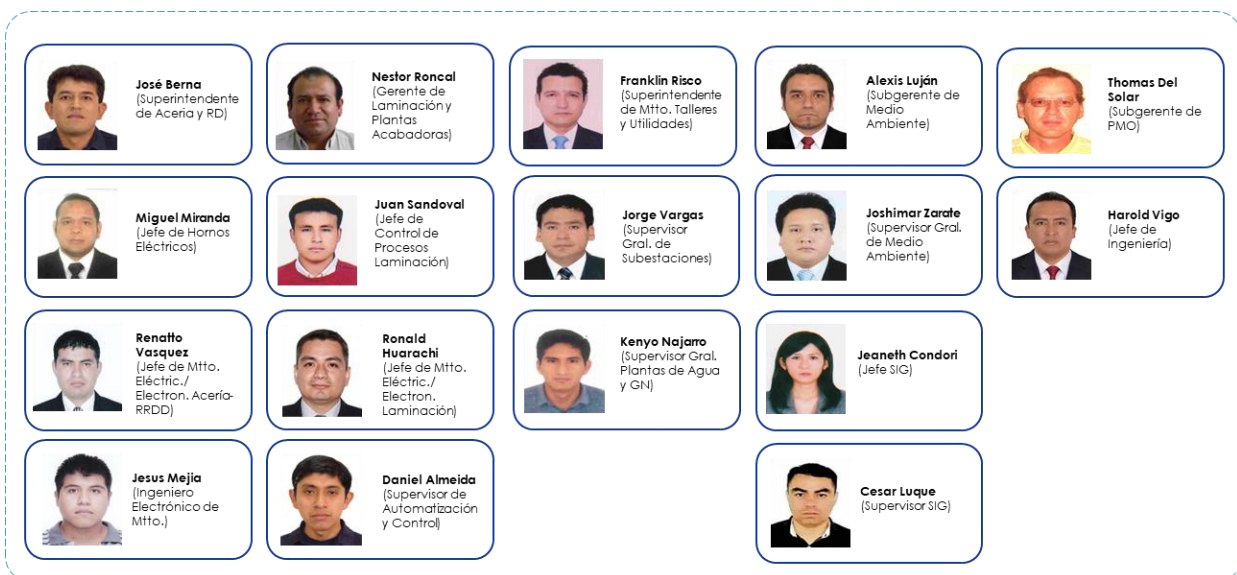 José Berna
(Superintendente
de Aceria y RD)
Nestor Roncal
(Gerente de
Laminación y
Plantas
Acabadoras)
Franklin Risco
(Superintendente
de Mtto. Talleres
y Utilidades)
Alexis Luján
(Subgerente de
Medio
Ambiente)
Thomas Del
Solar
(Subgerente de
PMO)
Miguel Miranda
(Jefe de Hornos
Eléctricos)
Juan Sandoval
(Jefe de
Control de
Procesos
Laminación)
Jorge Vargas
(Supervisor
Gral. de
Subestaciones)
Joshimar Zarate
(Supervisor Gral.
de Medio
Ambiente)
Harold Vigo
(Jefe de
Ingeniería)
Renatto
Vasquez
(Jefe de Mtto.
Eléctric./
Electron. Acería-
RRDD)
Ronald
Huarachi
(Jefe de Mtto.
Eléctric./
Electron.
Laminación)
Kenyo Najarro
(Supervisor Gral.
Plantas de Agua
y GN)
Jeaneth Condori
(Jefe SIG)
Jesus Mejia
(Ingeniero
Electrónico de
Mtto.)
Daniel Almeida
(Supervisor de
Automatización
y Control)
Cesar Luque
(Supervisor SIG)